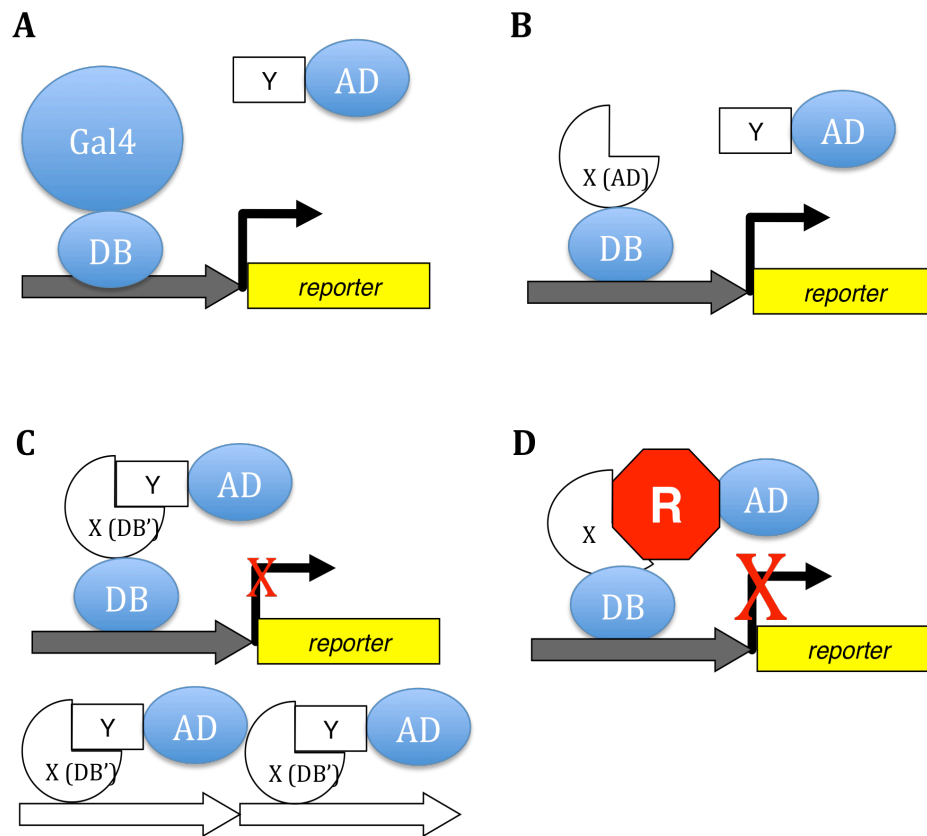 A
Y
AD
Gal4
DB
reporter
B
X (AD)
Y
AD
DB
reporter
C
Y
AD
X (DB')
DB
X
reporter
Y
AD
X (DB')
Y
AD
X (DB')
D
R
AD
X
DB
X
reporter